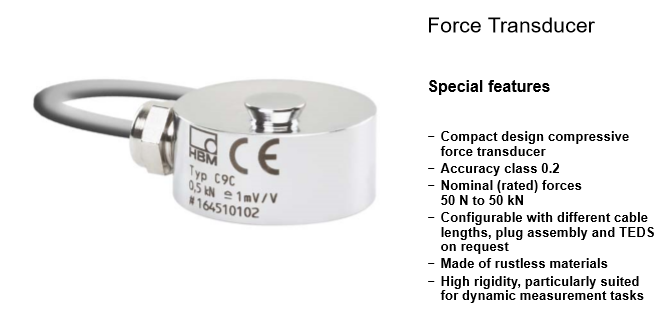 Force Transducer
Special features
– Compact design compressive
force transducer
– Accuracy class 0.2
– Nominal (rated) forces
50 N to 50 kN
– Configurable with different cable
lengths, plug assembly and TEDS
on request
– Made of rustless materials
– High rigidity, particularly suited
for dynamic measurement tasks
HBM CE
Typ C9C
0,5 kN ≙ 1mV/V
# 164510102